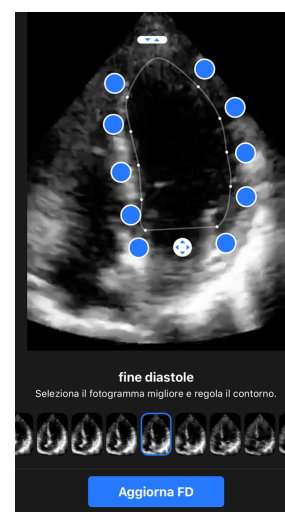 fine diastole
Seleziona il fotogramma migliore e regola il contorno.
Aggiorna FD